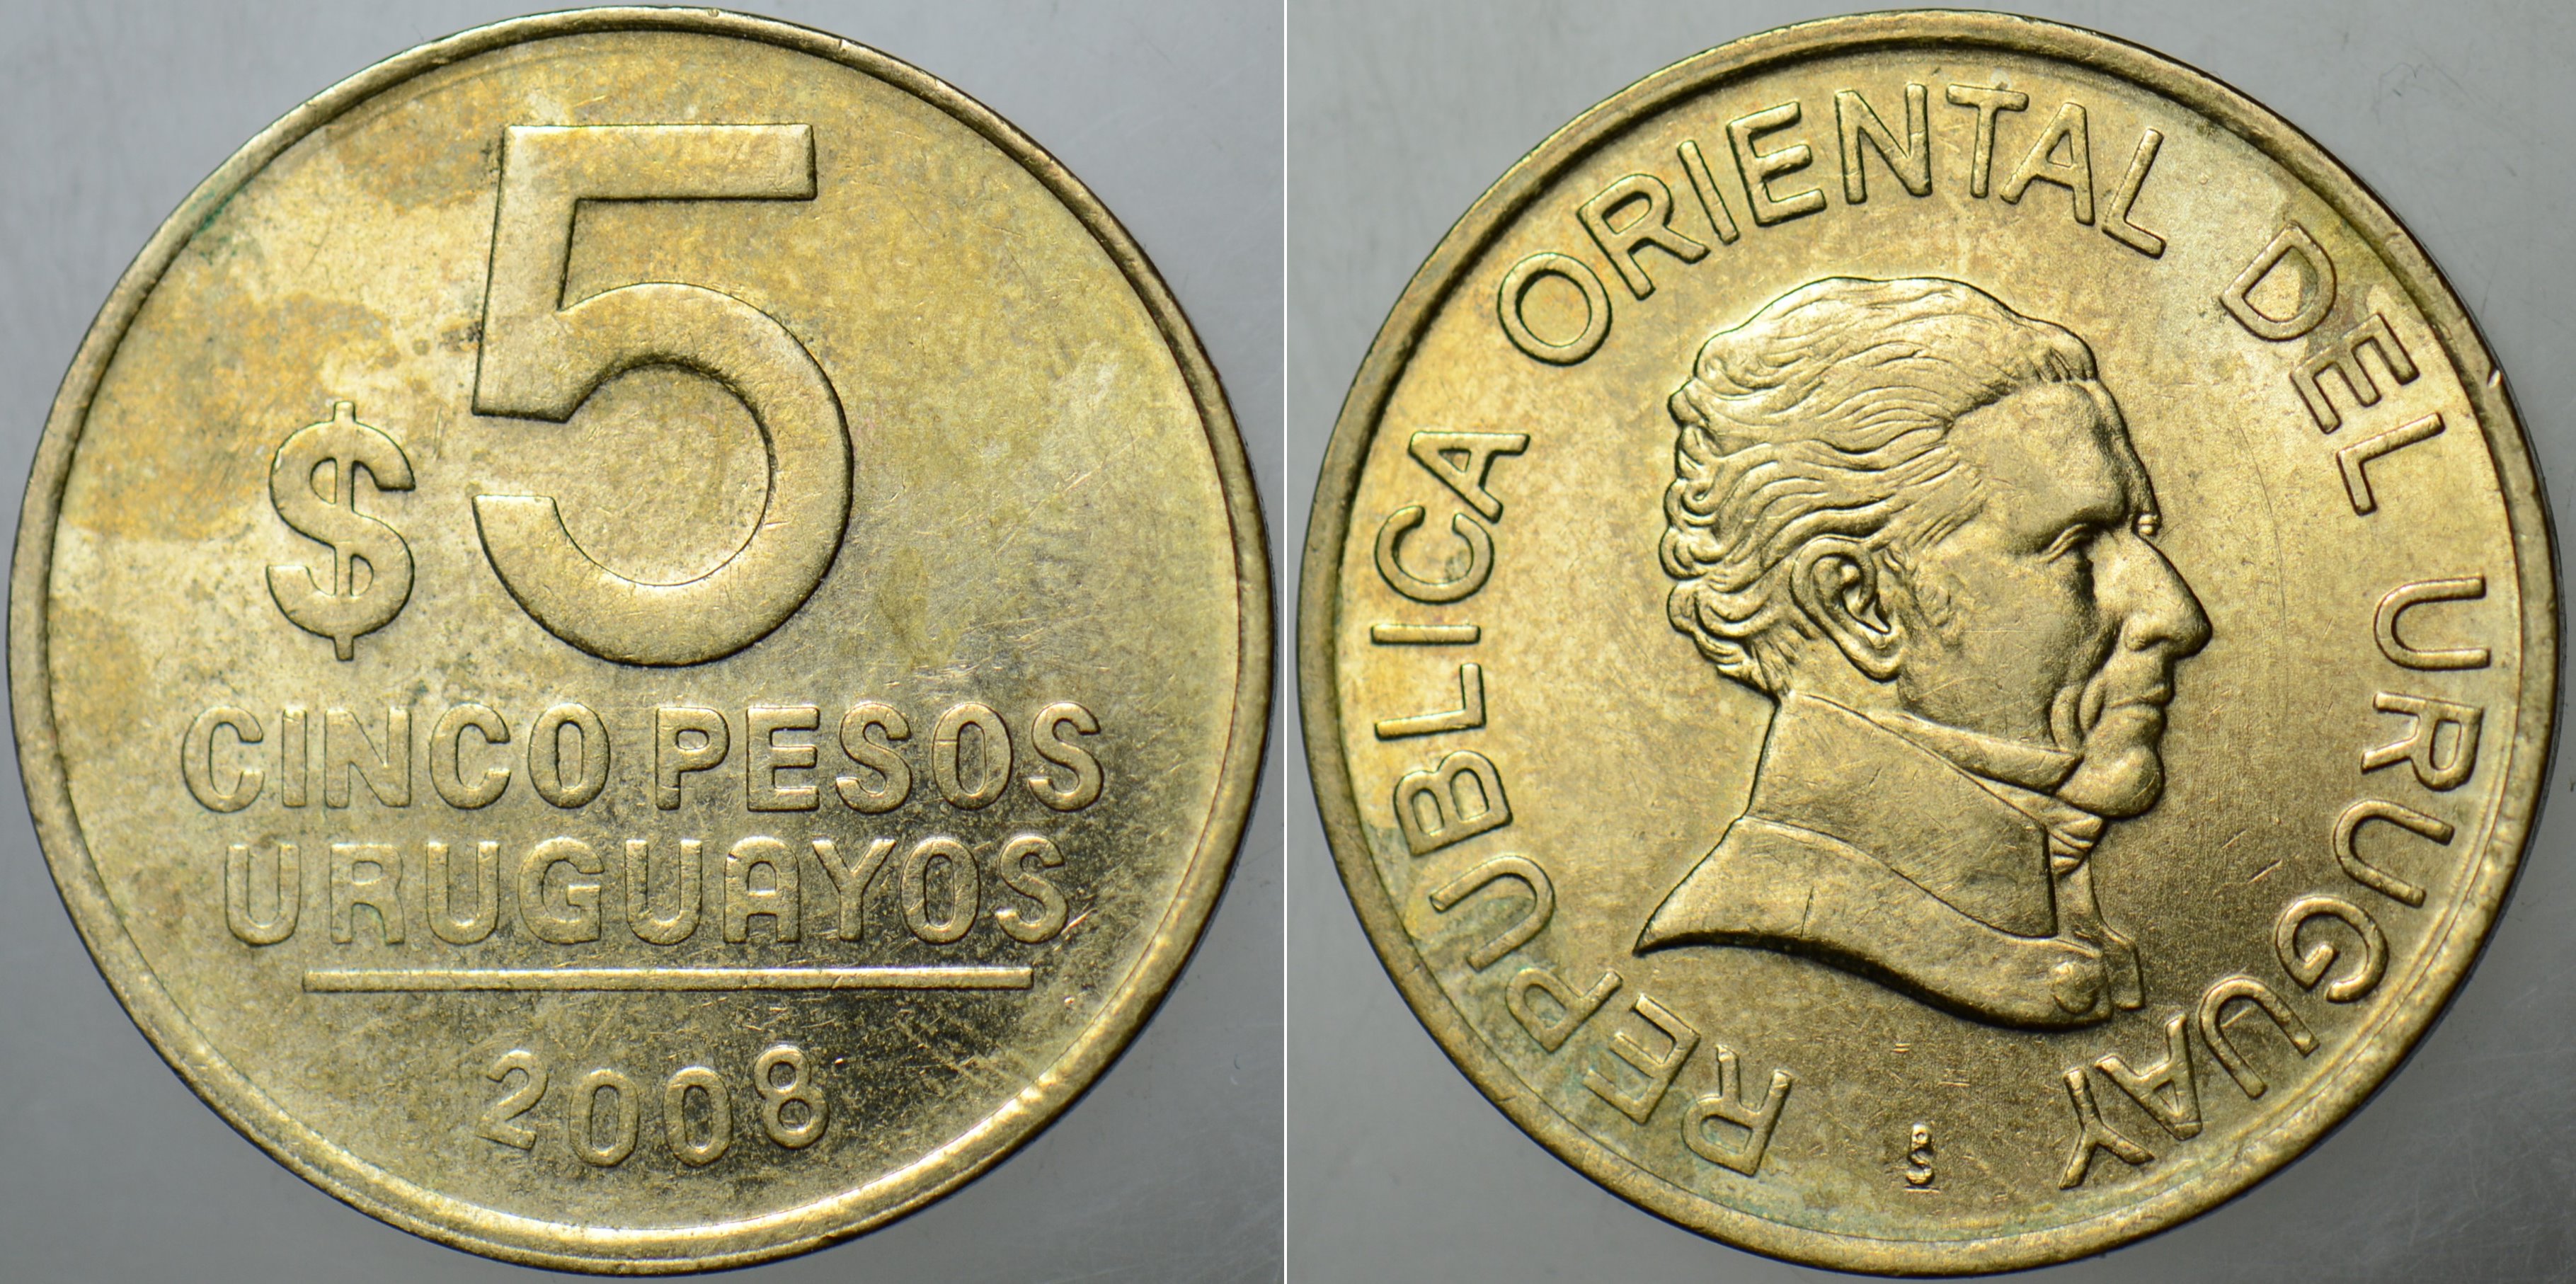 $ 5
CINCO PESOS
URUGUAYOS
2008
REPUBLICA ORIENTAL DEL URUGUAY
S